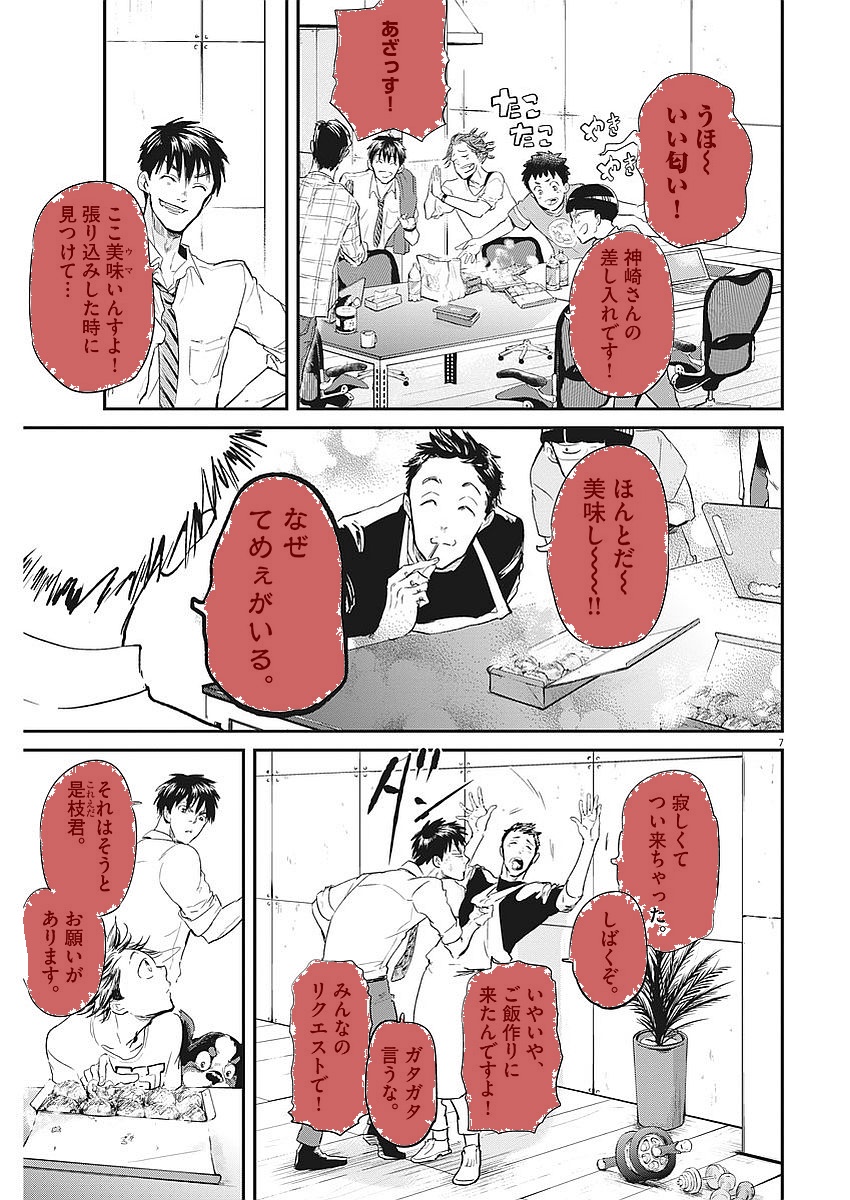 うほ〜
いい匂い！
あざっす！
やき
やき
たこ
たこ
神崎さんの
差し入れです！
ここ美味いんすよ！
ウマ
張り込みした時に
見つけて…
ほんとだ〜
美味し〜〜〜!!
なぜ
てめぇがいる。
7
寂しくて
つい来ちゃった。
しばくぞ。
ダン
いやいや、
ご飯作りに
来たんですよ！
ガタガタ
言うな。
みんなの
リクエストで！
それはそうと
是枝君。
これえだ
お願いが
あります。